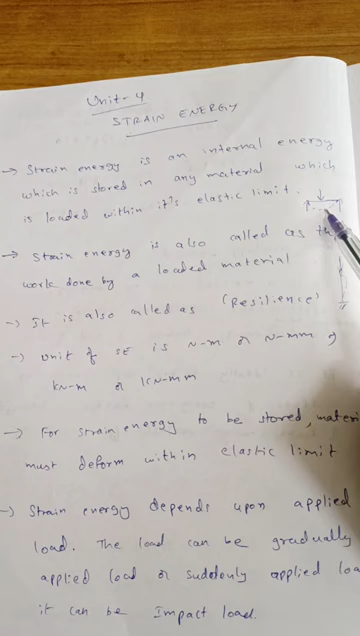 Unit-4
STRAIN ENERGY
→ Strain energy is an internal energy
which is stored in any material which
is loaded within it's elastic limit.
→ Strain energy is also called as the
work done by a loaded material
→ It is also called as (Resilience)
→ Unit of SE is N-m or N-mm or
KN-m or KN-mm
→ For strain energy to be stored, materi
must deform within elastic limit
→ Strain energy depends upon applied
load. The load can be gradually
applied load or suddenly applied loa
it can be Impact load.